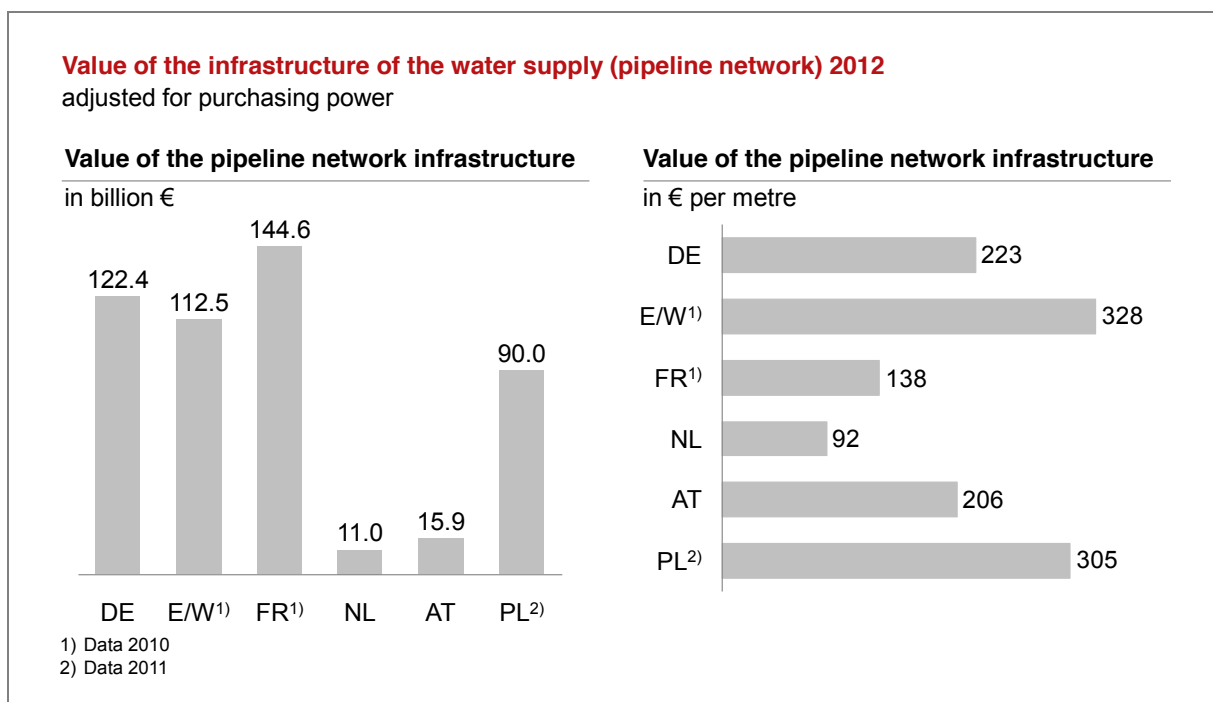 Value of the infrastructure of the water supply (pipeline network) 2012
adjusted for purchasing power
Value of the pipeline network infrastructure
in billion €
122.4
112.5
144.6
11.0
15.9
90.0
DE E/W1) FR1) NL AT PL2)
1) Data 2010
2) Data 2011
Value of the pipeline network infrastructure
in € per metre
DE 223
E/W1) 328
FR1) 138
NL 92
AT 206
PL2) 305